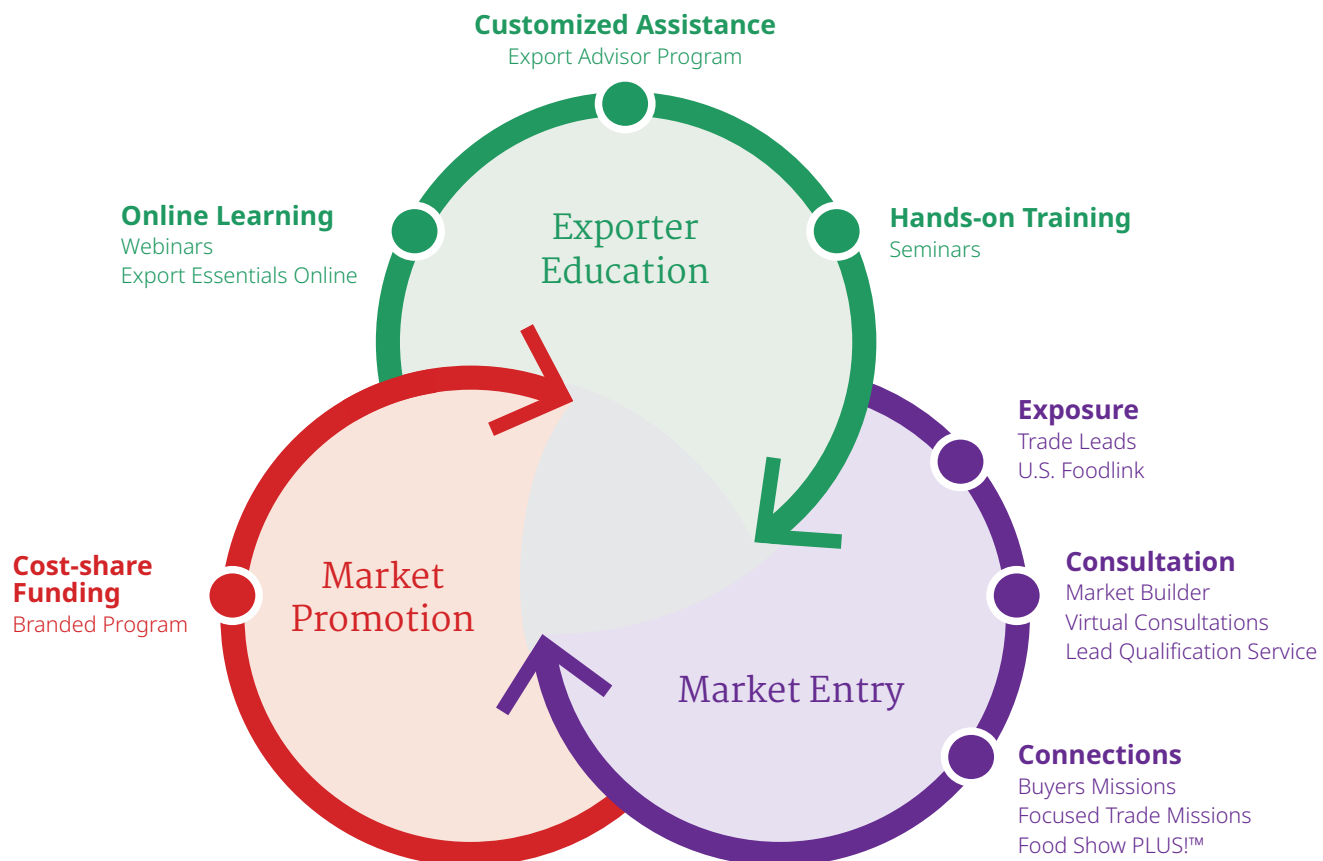 Customized Assistance
Export Advisor Program
Online Learning
Webinars
Export Essentials Online
Exporter
Education
Hands-on Training
Seminars
Exposure
Trade Leads
U.S. Foodlink
Cost-share
Funding
Branded Program
Market
Promotion
Consultation
Market Builder
Virtual Consultations
Lead Qualification Service
Market Entry
Connections
Buyers Missions
Focused Trade Missions
Food Show PLUS!™